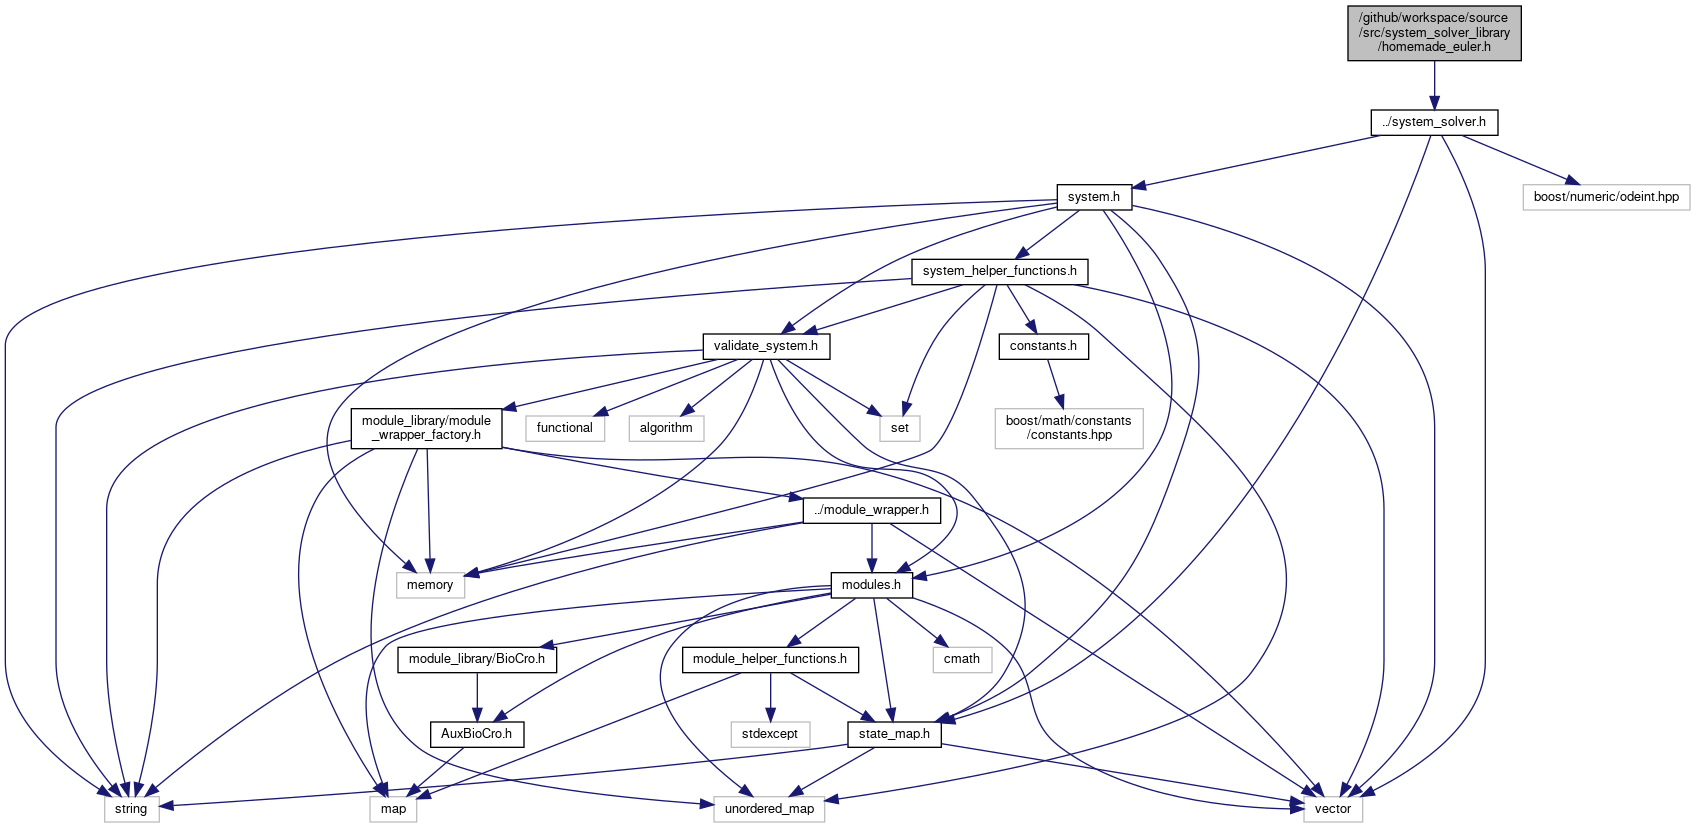 /github/workspace/source
/src/system_solver_library
/homemade_euler.h
../system_solver.h
system.h
boost/numeric/odeint.hpp
system_helper_functions.h
validate_system.h
constants.h
module_library/module
_wrapper_factory.h
functional
algorithm
set
boost/math/constants
/constants.hpp
../module_wrapper.h
memory
modules.h
module_library/BioCro.h
module_helper_functions.h
cmath
AuxBioCro.h
stdexcept
state_map.h
string
map
unordered_map
vector